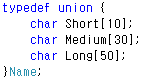 typedef union {
    char Short[10];
    char Medium[30];
    char Long[50];
}Name;